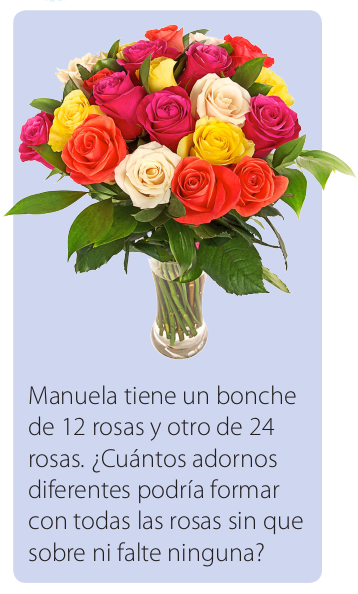 Manuela tiene un bonche
de 12 rosas y otro de 24
rosas. ¿Cuántos adornos
diferentes podría formar
con todas las rosas sin que
sobre ni falte ninguna?